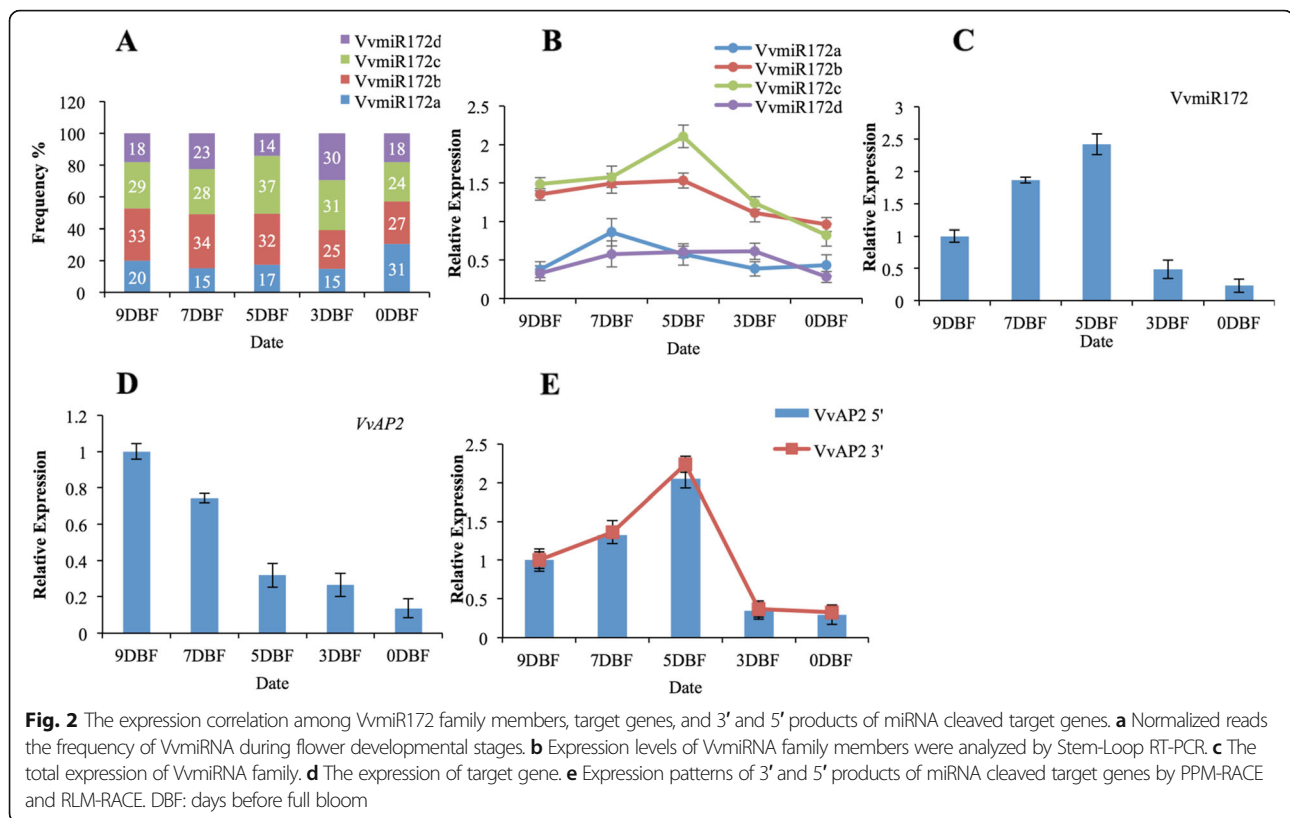 A
VvmiR172d
VvmiR172c
VvmiR172b
VvmiR172a
120
100
80
60
40
20
0
Frequency %
18 23 14 30 18
29 28 37 31 24
33 34 32 25 27
20 15 17 15 31
9DBF 7DBF 5DBF 3DBF 0DBF
Date
B
VvmiR172a
VvmiR172b
VvmiR172c
VvmiR172d
2.5
2
1.5
1
0.5
0
Relative Expression
9DBF 7DBF 5DBF 3DBF 0DBF
Date
C
VvmiR172
3
2.5
2
1.5
1
0.5
0
Relative Expression
9DBF 7DBF 5DBF 3DBF 0DBF
Date
D
VvAP2
1.2
1
0.8
0.6
0.4
0.2
0
Relative Expression
9DBF 7DBF 5DBF 3DBF 0DBF
Date
E
VvAP2 5'
VvAP2 3'
2.5
2
1.5
1
0.5
0
Relative Expression
9DBF 7DBF 5DBF 3DBF 0DBF
Date
Fig. 2 The expression correlation among VvmiR172 family members, target genes, and 3′ and 5′ products of miRNA cleaved target genes. a Normalized reads
the frequency of VvmiRNA during flower developmental stages. b Expression levels of VvmiRNA family members were analyzed by Stem-Loop RT-PCR. c The
total expression of VvmiRNA family. d The expression of target gene. e Expression patterns of 3′ and 5′ products of miRNA cleaved target genes by PPM-RACE
and RLM-RACE. DBF: days before full bloom